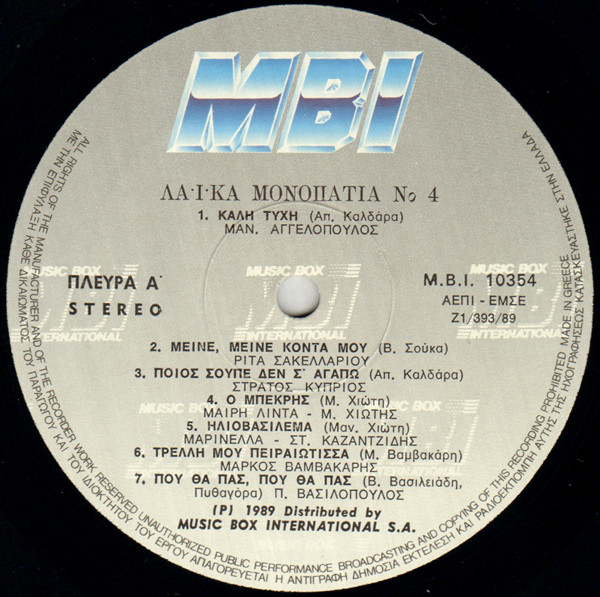 MBI
ΛΑ·Ι·ΚΑ ΜΟΝΟΠΑΤΙΑ Νο 4
1. ΚΑΛΗ ΤΥΧΗ (Απ. Καλδάρα)
ΜΑΝ. ΑΓΓΕΛΟΠΟΥΛΟΣ
ΠΛΕΥΡΑ Α΄
STEREO
M.B.I. 10354
ΑΕΠΙ - ΕΜΣΕ
Z1/393/89
MUSIC BOX
MBI
INTERNATIONAL
2. ΜΕΙΝΕ, ΜΕΙΝΕ ΚΟΝΤΑ ΜΟΥ (Β. Σούκα)
ΡΙΤΑ ΣΑΚΕΛΛΑΡΙΟΥ
3. ΠΟΙΟΣ ΣΟΥΠΕ ΔΕΝ Σ' ΑΓΑΠΩ (Απ. Καλδάρα)
ΣΤΡΑΤΟΣ ΚΥΠΡΙΟΣ
4. Ο ΜΠΕΚΡΗΣ (Μ. Χιώτη)
ΜΑΙΡΗ ΛΙΝΤΑ - Μ. ΧΙΩΤΗΣ
5. ΗΛΙΟΒΑΣΙΛΕΜΑ (Μαν. Χιώτη)
ΜΑΡΙΝΕΛΛΑ - ΣΤ. ΚΑΖΑΝΤΖΙΔΗΣ
6. ΤΡΕΛΛΗ ΜΟΥ ΠΕΙΡΑΙΩΤΙΣΣΑ (Μ. Βαμβακάρη)
ΜΑΡΚΟΣ ΒΑΜΒΑΚΑΡΗΣ
7. ΠΟΥ ΘΑ ΠΑΣ, ΠΟΥ ΘΑ ΠΑΣ (Β. Βασιλειάδη,
Πυθαγόρα) Π. ΒΑΣΙΛΟΠΟΥΛΟΣ
(P) 1989 Distributed by
MUSIC BOX INTERNATIONAL S.A.
ALL RIGHTS OF THE MANUFACTURER AND OF THE RECORDER WORK RESERVED UNAUTHORIZED PUBLIC PERFORMANCE BROADCASTING AND COPYING OF THIS RECORDING PROHIBITED MADE IN GREECE
ΜΕ ΤΗΝ ΕΠΙΦΥΛΑΞΗ ΚΑΘΕ ΔΙΚΑΙΩΜΑΤΟΣ ΤΟΥ ΠΑΡΑΓΩΓΟΥ ΚΑΙ ΤΟΥ ΙΔΙΟΚΤΗΤΟΥ ΤΟΥ ΕΡΓΟΥ ΑΠΑΓΟΡΕΥΕΤΑΙ Η ΑΝΤΙΓΡΑΦΗ ΔΗΜΟΣΙΑ ΕΚΤΕΛΕΣΗ ΚΑΙ ΡΑΔΙΟΕΚΠΟΜΠΗ ΑΥΤΗΣ ΤΗΣ ΗΧΟΓΡΑΦΗΣΕΩΣ ΚΑΤΑΣΚΕΥΑΣΤΗΚΕ ΣΤΗΝ ΕΛΛΑΔΑ